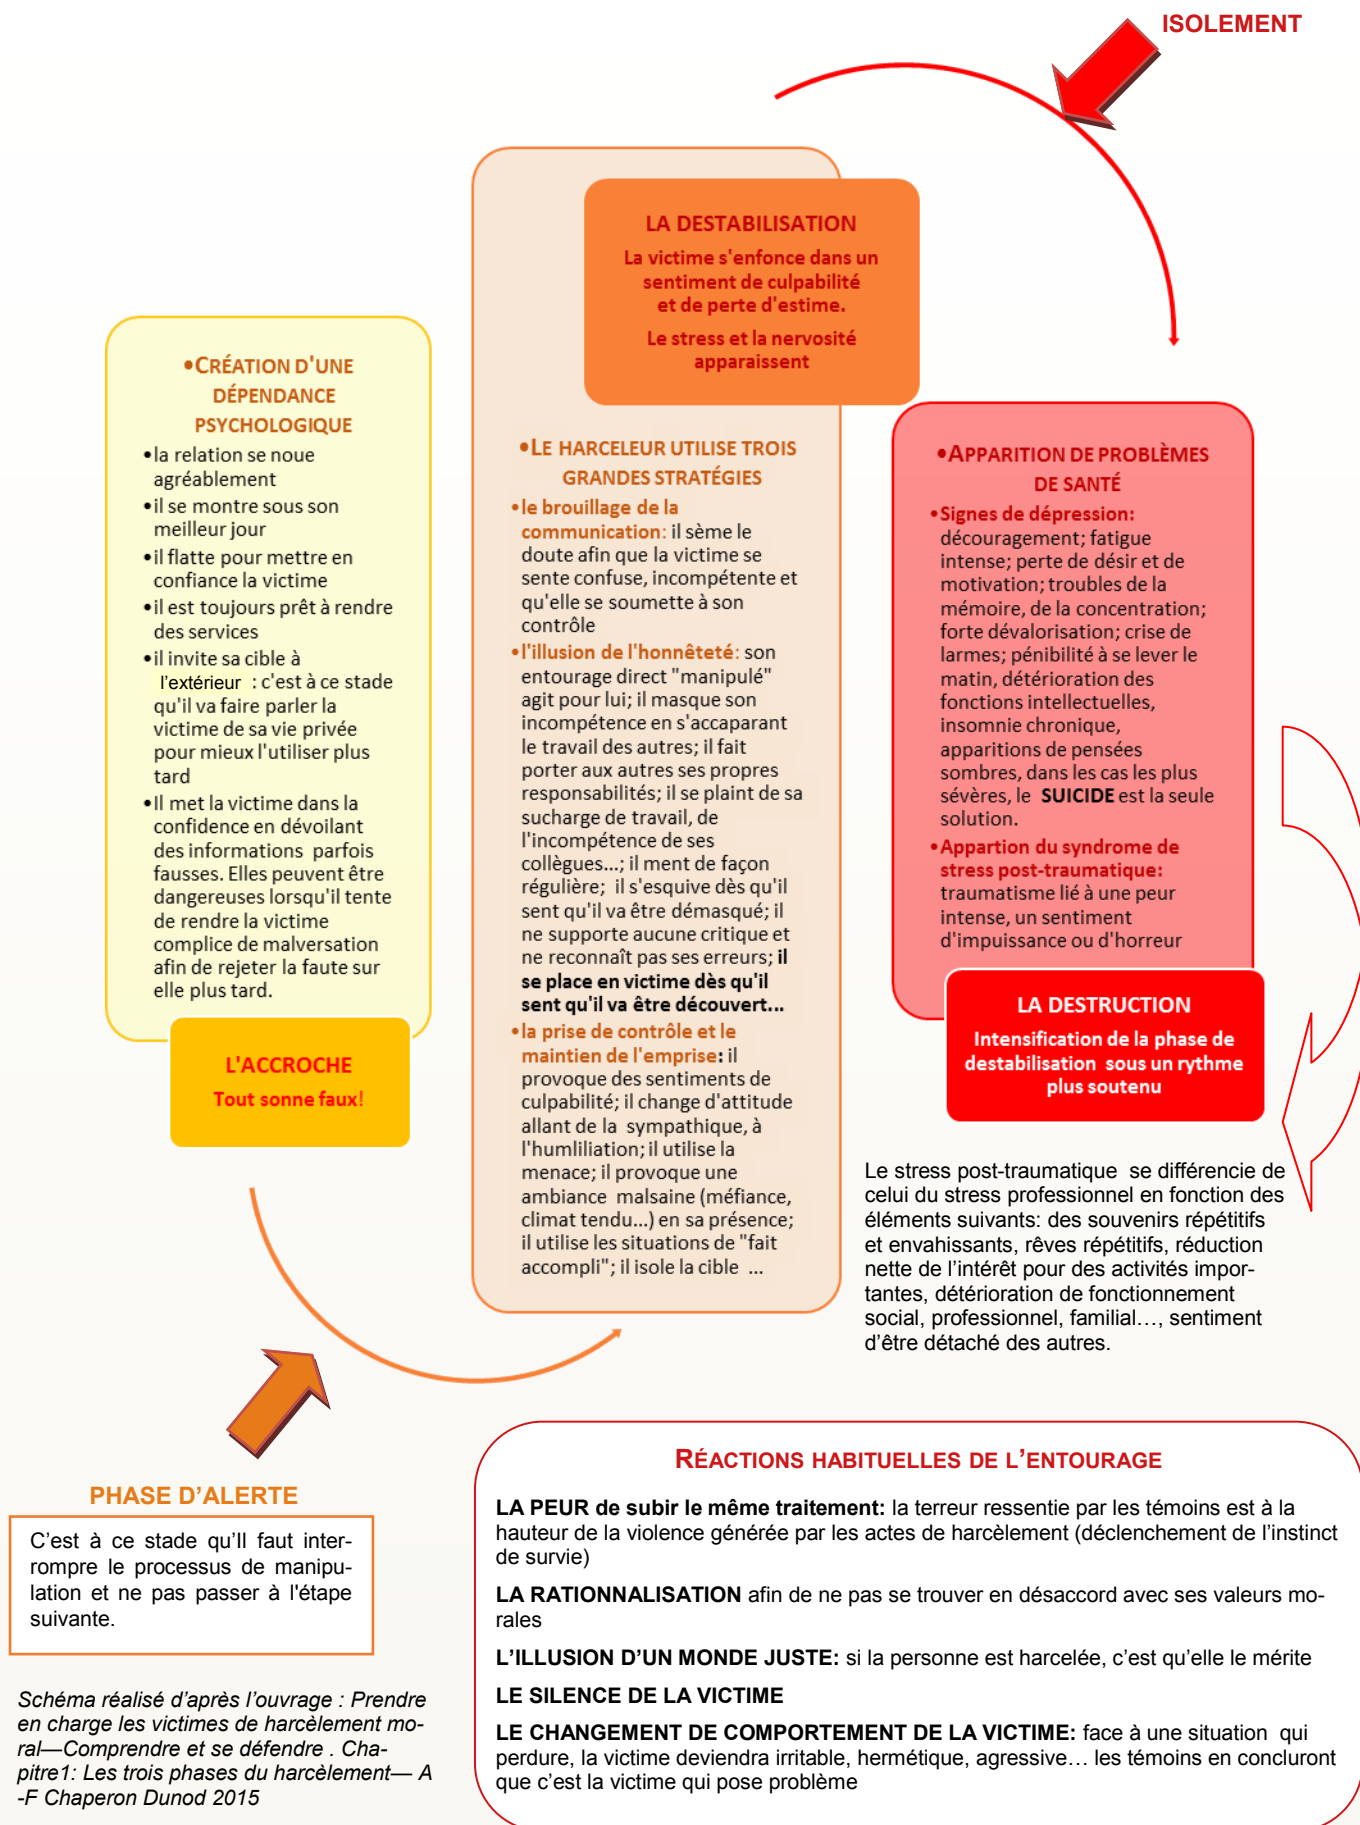 ISOLEMENT
LA DESTABILISATION
La victime s'enfonce dans un
sentiment de culpabilité
et de perte d'estime.
Le stress et la nervosité
apparaissent
•CRÉATION D'UNE
DÉPENDANCE
PSYCHOLOGIQUE
•la relation se noue
agréablement
•il se montre sous son
meilleur jour
•il flatte pour mettre en
confiance la victime
•il est toujours prêt à rendre
des services
•il invite sa cible à
l'extérieur : c'est à ce stade
qu'il va faire parler la
victime de sa vie privée
pour mieux l'utiliser plus
tard
•Il met la victime dans la
confidence en dévoilant
des informations parfois
fausses. Elles peuvent être
dangereuses lorsqu'il tente
de rendre la victime
complice de malversation
afin de rejeter la faute sur
elle plus tard.
L'ACCROCHE
Tout sonne faux!
•LE HARCELEUR UTILISE TROIS
GRANDES STRATÉGIES
•le brouillage de la
communication: il sème le
doute afin que la victime se
sente confuse, incompétente et
qu'elle se soumette à son
contrôle
•l'illusion de l'honnêteté: son
entourage direct "manipulé"
agit pour lui; il masque son
incompétence en s'accaparant
le travail des autres; il fait
porter aux autres ses propres
responsabilités; il se plaint de sa
sucharge de travail, de
l'incompétence de ses
collègues...; il ment de façon
régulière; il s'esquive dès qu'il
sent qu'il va être démasqué; il
ne supporte aucune critique et
ne reconnaît pas ses erreurs; il
se place en victime dès qu'il
sent qu'il va être découvert...
•la prise de contrôle et le
maintien de l'emprise: il
provoque des sentiments de
culpabilité; il change d'attitude
allant de la sympathique, à
l'humliliation; il utilise la
menace; il provoque une
ambiance malsaine (méfiance,
climat tendu...) en sa présence;
il utilise les situations de "fait
accompli"; il isole la cible ...
•APPARITION DE PROBLÈMES
DE SANTÉ
•Signes de dépression:
découragement; fatigue
intense; perte de désir et de
motivation; troubles de la
mémoire, de la concentration;
forte dévalorisation; crise de
larmes; pénibilité à se lever le
matin, détérioration des
fonctions intellectuelles,
insomnie chronique,
apparitions de pensées
sombres, dans les cas les plus
sévères, le SUICIDE est la seule
solution.
•Appartion du syndrome de
stress post-traumatique:
traumatisme lié à une peur
intense, un sentiment
d'impuissance ou d'horreur
LA DESTRUCTION
Intensification de la phase de
destabilisation sous un rythme
plus soutenu
Le stress post-traumatique se différencie de
celui du stress professionnel en fonction des
éléments suivants: des souvenirs répétitifs
et envahissants, rêves répétitifs, réduction
nette de l'intérêt pour des activités impor-
tantes, détérioration de fonctionnement
social, professionnel, familial…, sentiment
d'être détaché des autres.
PHASE D'ALERTE
C'est à ce stade qu'Il faut inter-
rompre le processus de manipu-
lation et ne pas passer à l'étape
suivante.
Schéma réalisé d'après l'ouvrage : Prendre
en charge les victimes de harcèlement mo-
ral—Comprendre et se défendre . Cha-
pitre1: Les trois phases du harcèlement— A
-F Chaperon Dunod 2015
RÉACTIONS HABITUELLES DE L'ENTOURAGE
LA PEUR de subir le même traitement: la terreur ressentie par les témoins est à la
hauteur de la violence générée par les actes de harcèlement (déclenchement de l'instinct
de survie)
LA RATIONNALISATION afin de ne pas se trouver en désaccord avec ses valeurs mo-
rales
L'ILLUSION D'UN MONDE JUSTE: si la personne est harcelée, c'est qu'elle le mérite
LE SILENCE DE LA VICTIME
LE CHANGEMENT DE COMPORTEMENT DE LA VICTIME: face à une situation qui
perdure, la victime deviendra irritable, hermétique, agressive… les témoins en concluront
que c'est la victime qui pose problème